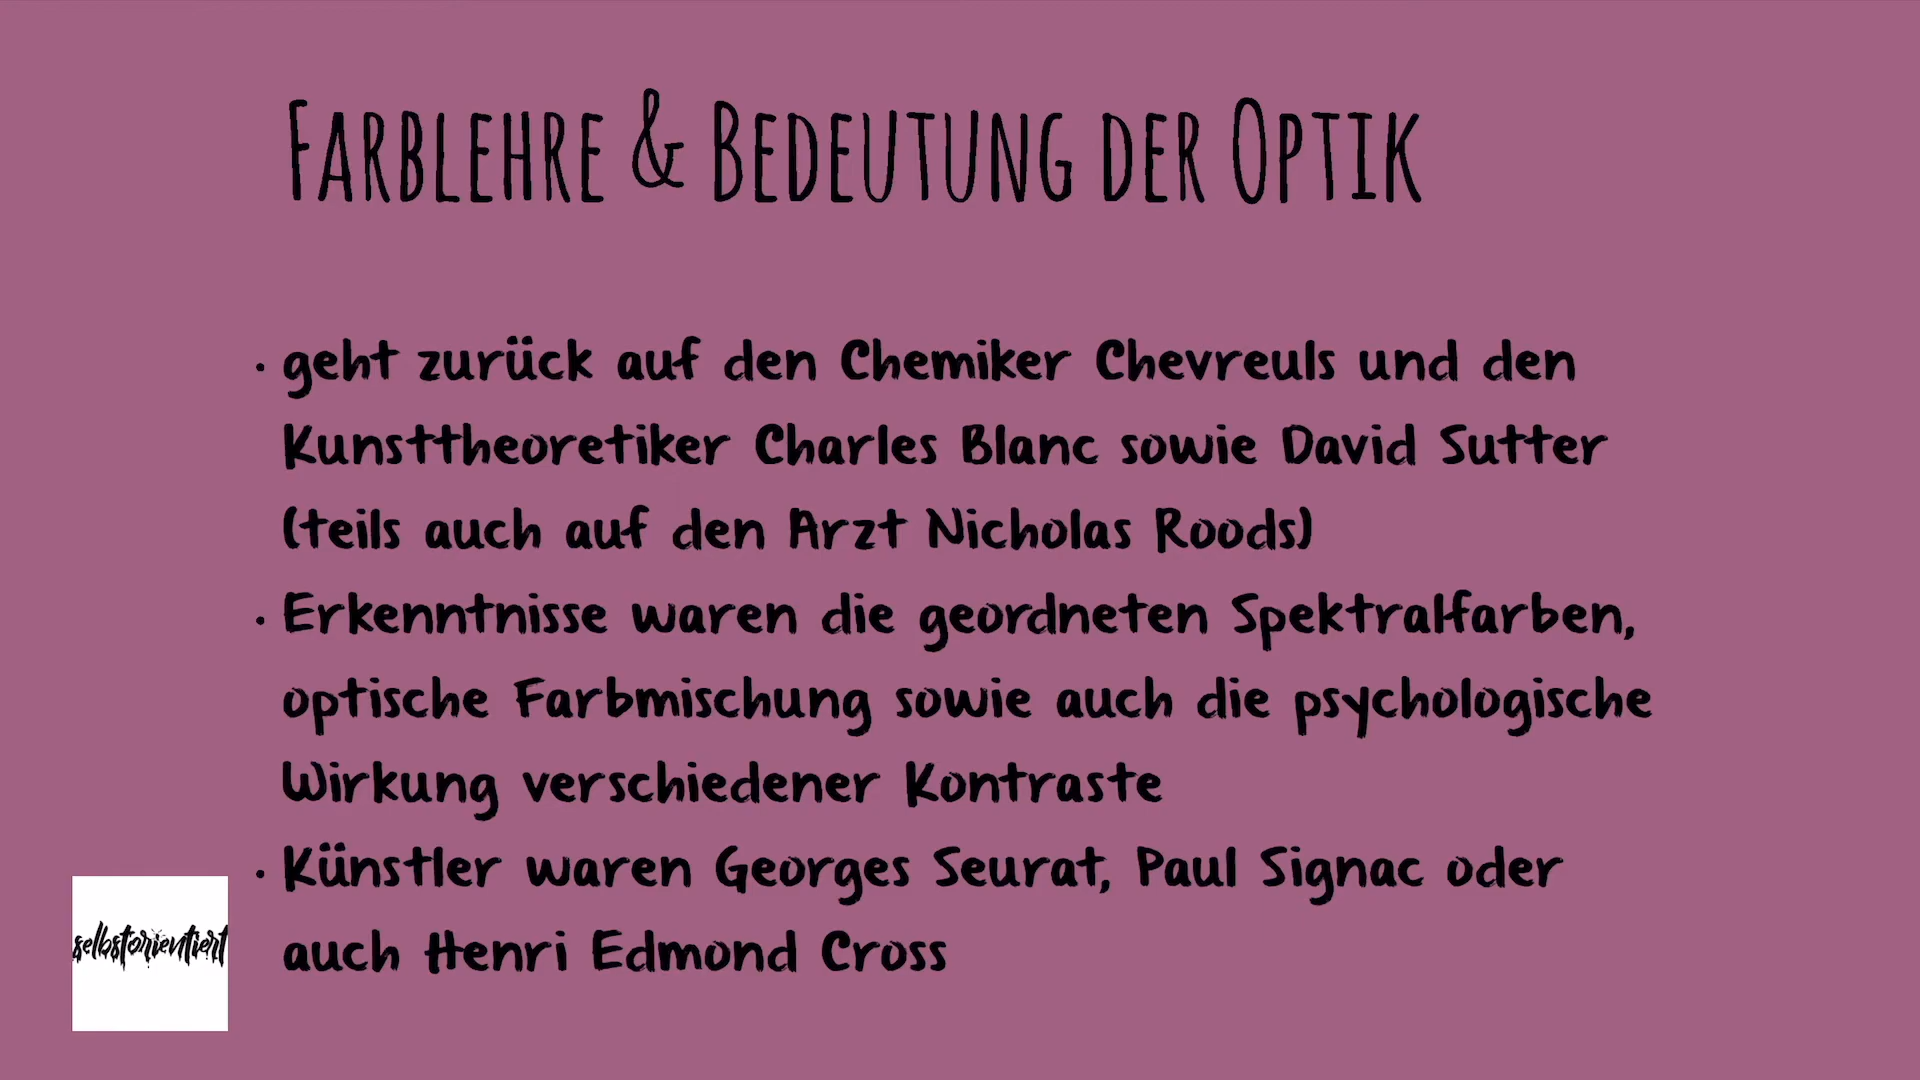 Farblehre & Bedeutung der Optik
· geht zurück auf den Chemiker Chevreuls und den
Kunsttheoretiker Charles Blanc sowie David Sutter
(teils auch auf den Arzt Nicholas Roods)
· Erkenntnisse waren die geordneten Spektralfarben,
optische Farbmischung sowie auch die psychologische
Wirkung verschiedener Kontraste
· Künstler waren Georges Seurat, Paul Signac oder
auch Henri Edmond Cross
selbstorientiert